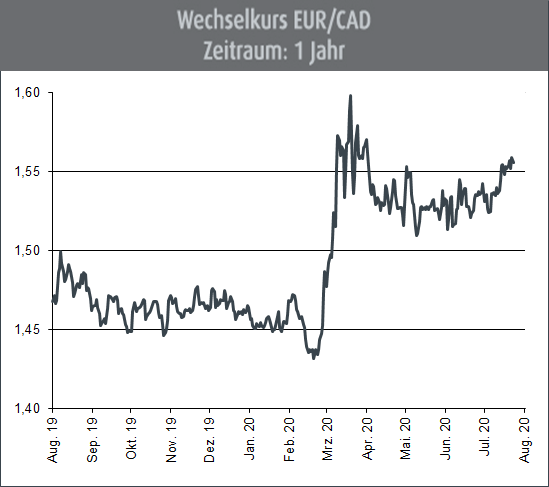 Wechselkurs EUR/CAD
Zeitraum: 1 Jahr
1,60
1,55
1,50
1,45
1,40
Aug. 19
Sep. 19
Okt. 19
Nov. 19
Dez. 19
Jan. 20
Feb. 20
Mrz. 20
Apr. 20
Mai. 20
Jun. 20
Jul. 20
Aug. 20